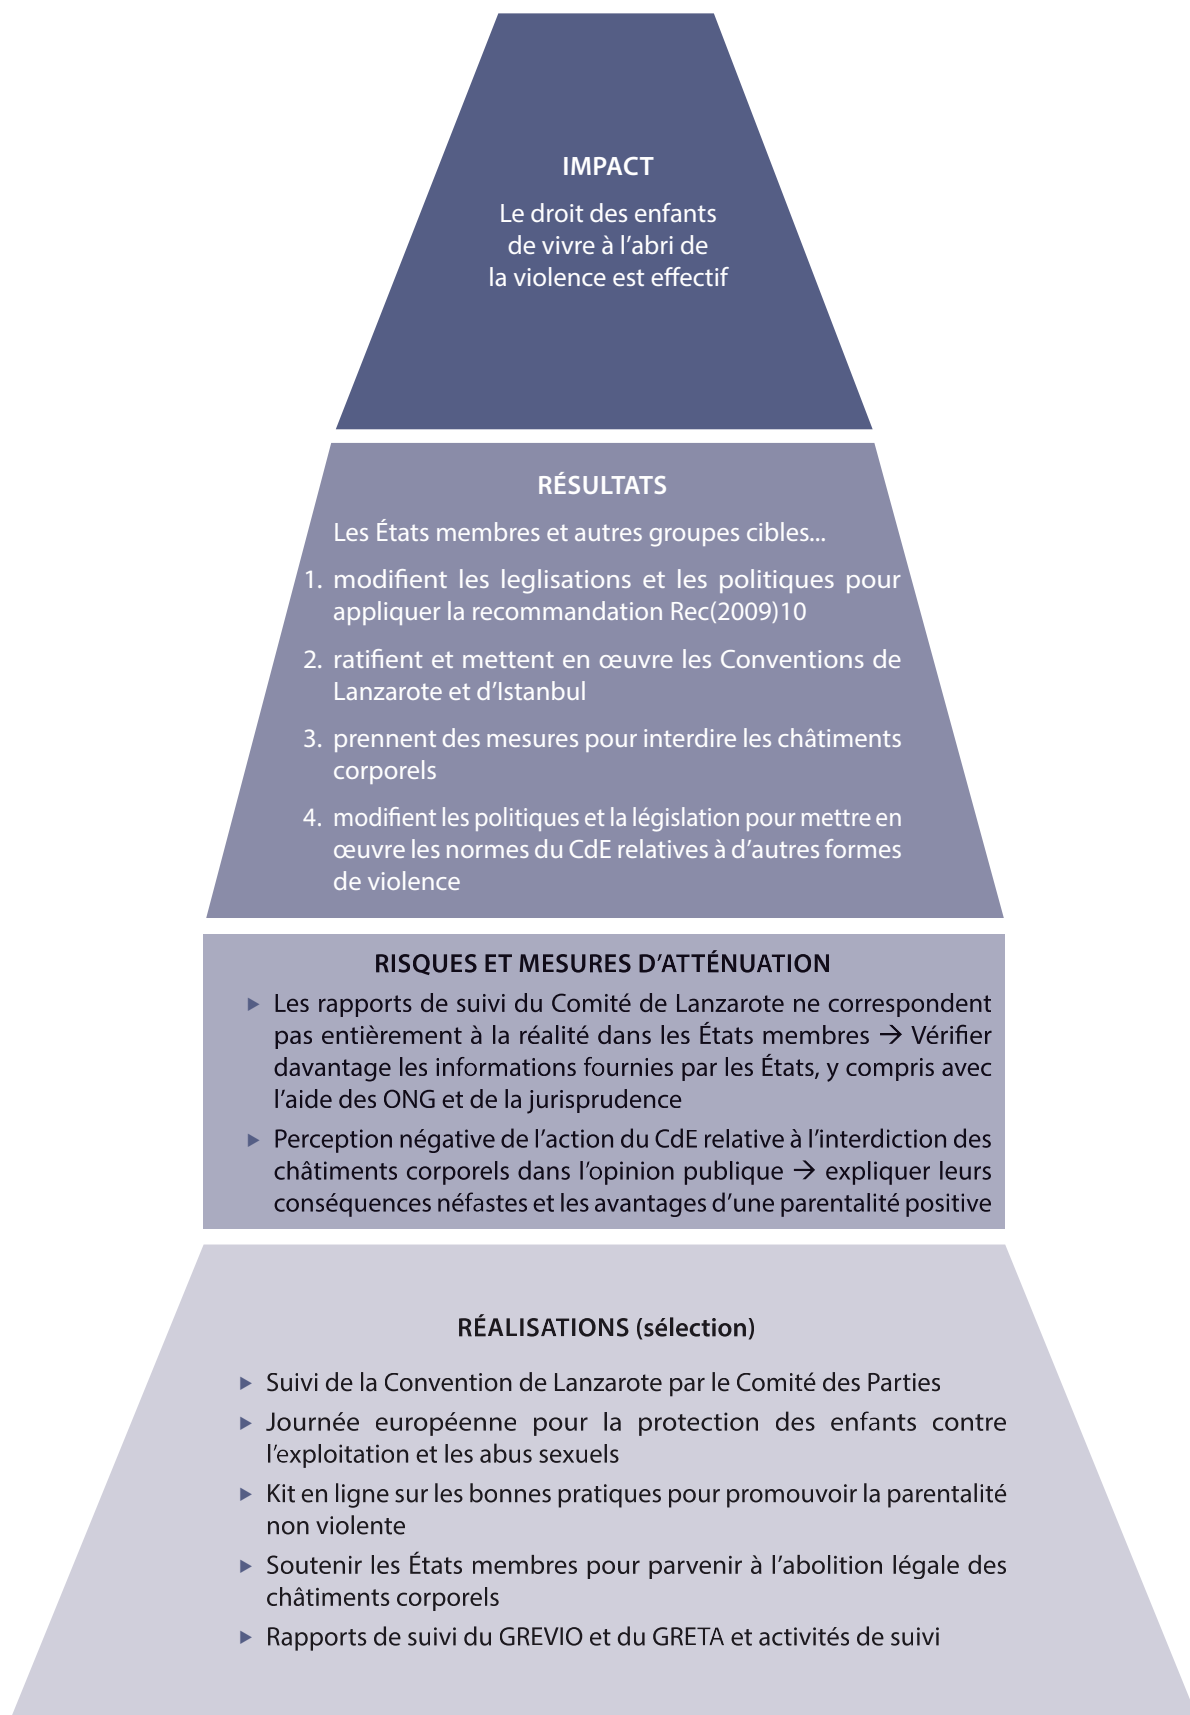 IMPACT
Le droit des enfants
de vivre à l’abri de
la violence est effectif
RÉSULTATS
Les États membres et autres groupes cibles...
1. modifient les leglisations et les politiques pour
appliquer la recommandation Rec(2009)10
2. ratifient et mettent en œuvre les Conventions de
Lanzarote et d’Istanbul
3. prennent des mesures pour interdire les châtiments
corporels
4. modifient les politiques et la législation pour mettre en
œuvre les normes du CdE relatives à d’autres formes
de violence
RISQUES ET MESURES D’ATTÉNUATION
▶ Les rapports de suivi du Comité de Lanzarote ne correspondent
pas entièrement à la réalité dans les États membres → Vérifier
davantage les informations fournies par les États, y compris avec
l’aide des ONG et de la jurisprudence
▶ Perception négative de l’action du CdE relative à l’interdiction des
châtiments corporels dans l’opinion publique → expliquer leurs
conséquences néfastes et les avantages d’une parentalité positive
RÉALISATIONS (sélection)
▶ Suivi de la Convention de Lanzarote par le Comité des Parties
▶ Journée européenne pour la protection des enfants contre
l’exploitation et les abus sexuels
▶ Kit en ligne sur les bonnes pratiques pour promouvoir la parentalité
non violente
▶ Soutenir les États membres pour parvenir à l’abolition légale des
châtiments corporels
▶ Rapports de suivi du GREVIO et du GRETA et activités de suivi